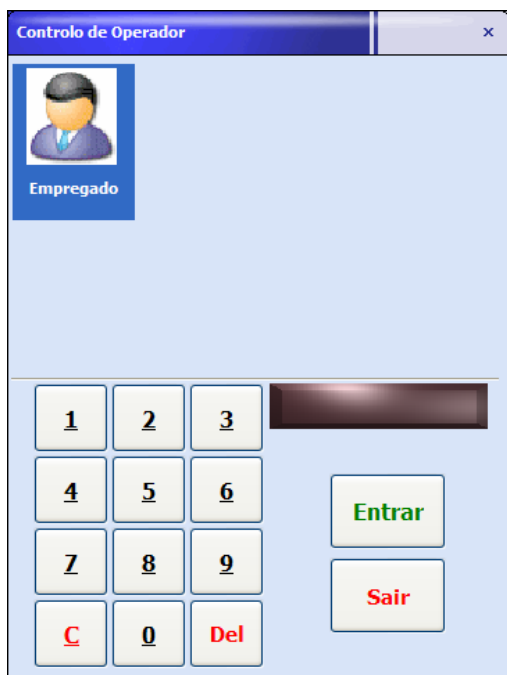 Controlo de Operador x
Empregado
1 2 3
4 5 6
Entrar
7 8 9
Sair
C 0 Del